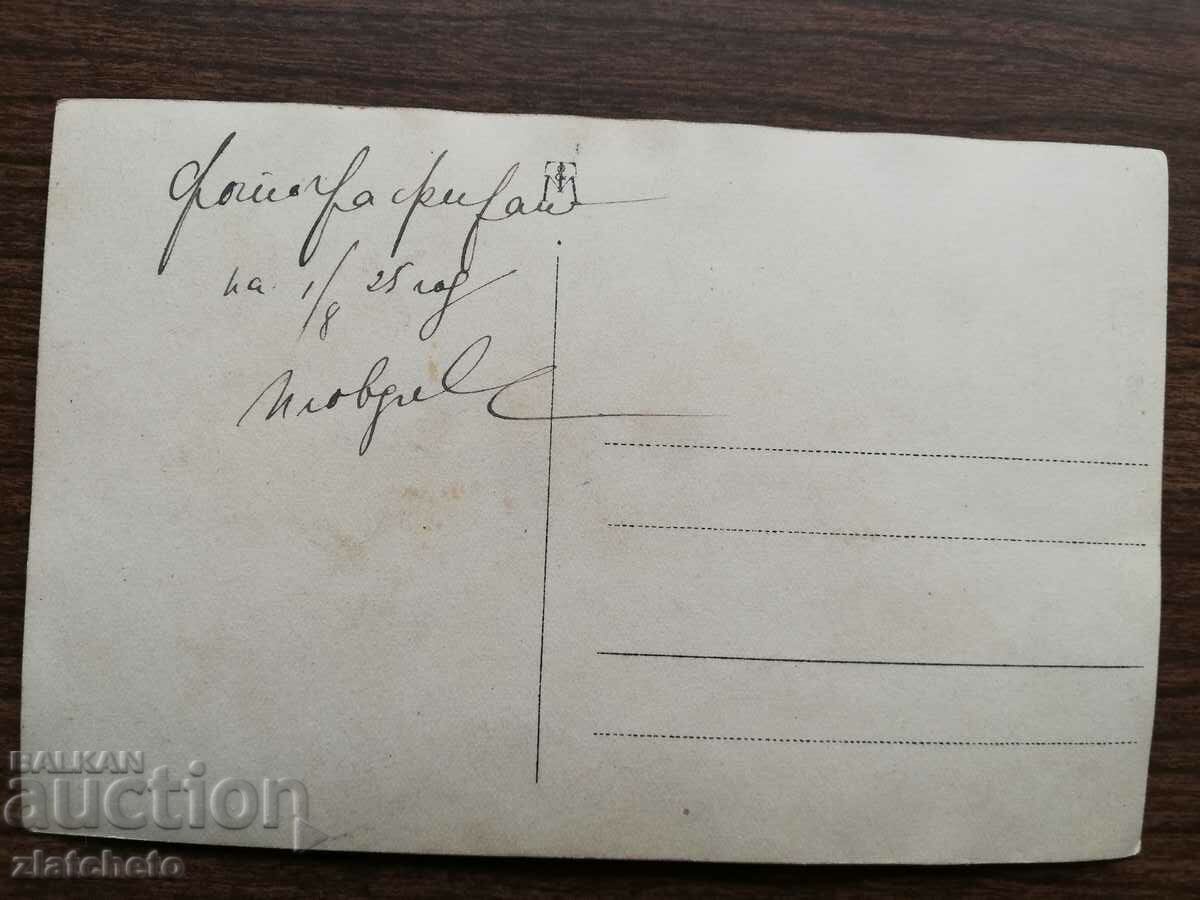 Фотографиран
на 1/8 25 год
Пловдив
BALKAN
auction
zlatcheto